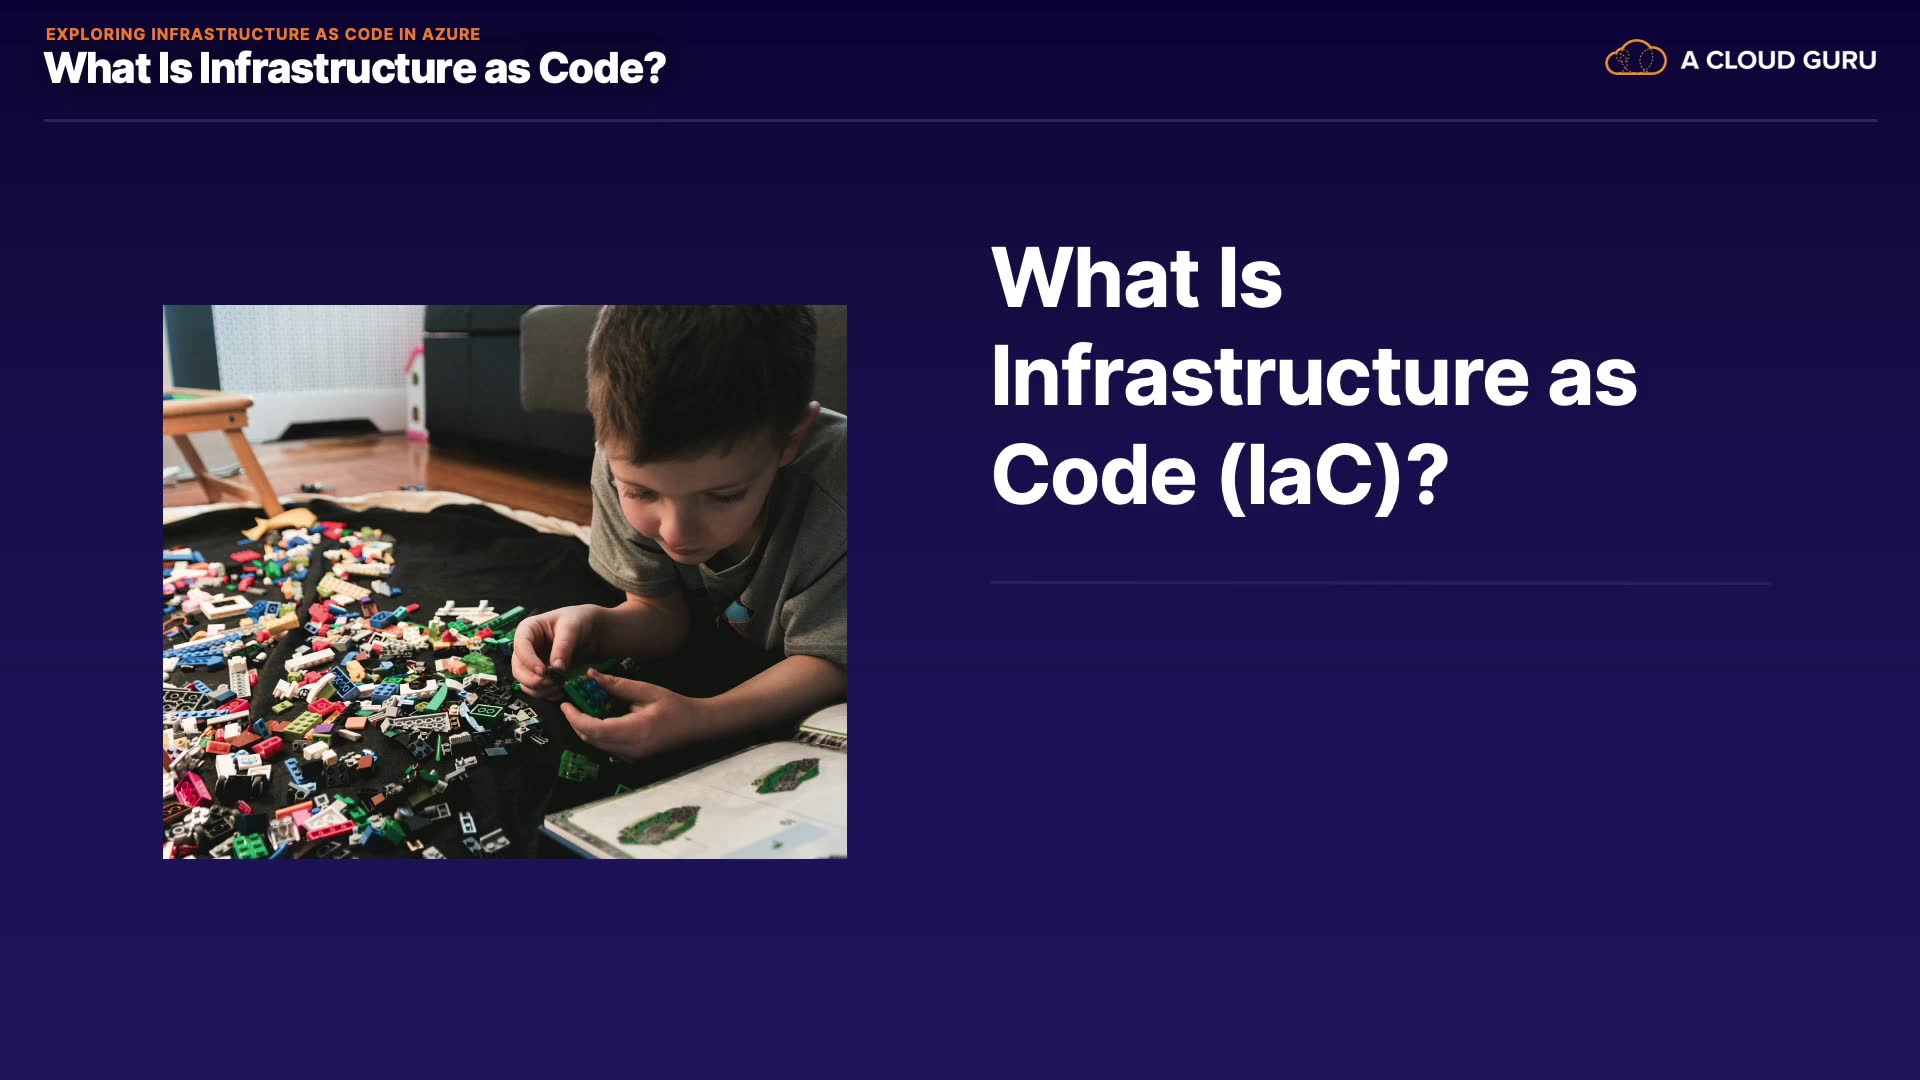 EXPLORING INFRASTRUCTURE AS CODE IN AZURE
What Is Infrastructure as Code?
A CLOUD GURU
What Is
Infrastructure as
Code (IaC)?